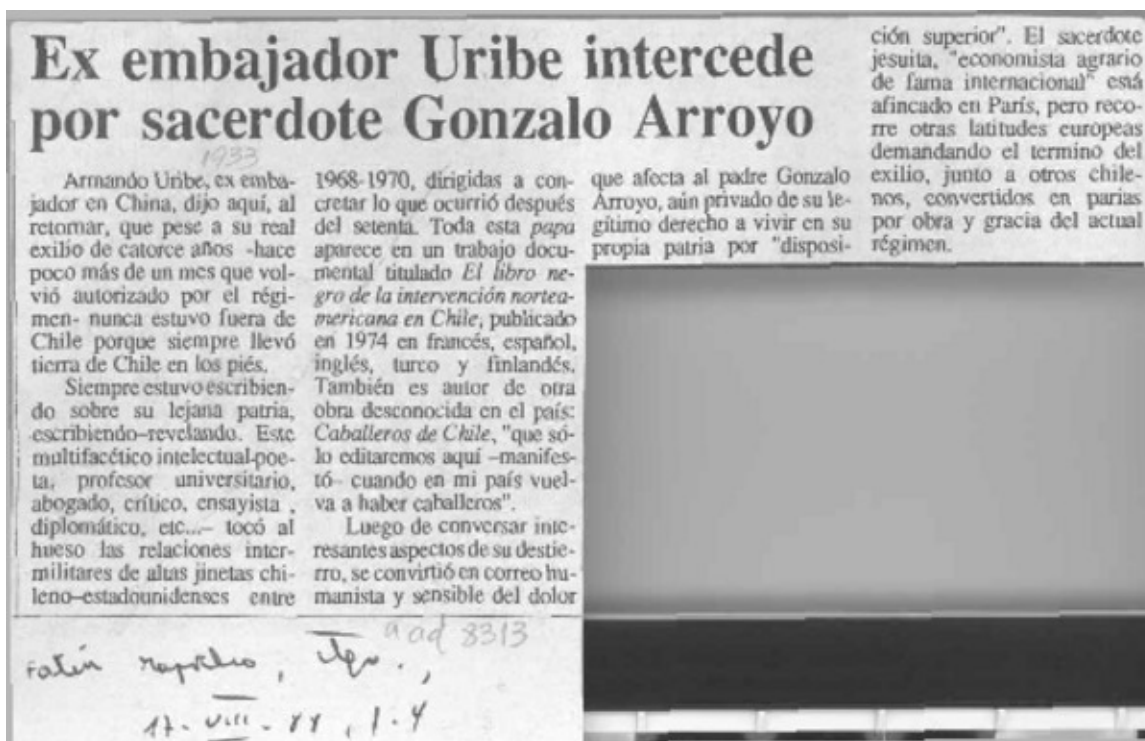 Ex embajador Uribe intercede
por sacerdote Gonzalo Arroyo
1933
Armando Uribe, ex emba-
jador en China, dijo aquí, al
retornar, que pese a su real
exilio de catorce años -hace
poco más de un mes que vol-
vió autorizado por el régi-
men- nunca estuvo fuera de
Chile porque siempre llevó
tierra de Chile en los piés.
Siempre estuvo escribien-
do sobre su lejana patria,
escribiendo–revelando. Este
multifacético intelectual-poe-
ta, profesor universitario,
abogado, crítico, ensayista ,
diplomático, etc...– tocó al
hueso las relaciones inter-
militares de altas jinetas chi-
leno–estadounidenses entre
1968-1970, dirigidas a con-
cretar lo que ocurrió después
del setenta. Toda esta papa
aparece en un trabajo docu-
mental titulado El libro ne-
gro de la intervención nortea-
mericana en Chile, publicado
en 1974 en francés, español,
inglés, turco y finlandés.
También es autor de otra
obra desconocida en el país:
Caballeros de Chile, "que só-
lo editaremos aquí –manifes-
tó– cuando en mi país vuel-
va a haber caballeros".
Luego de conversar inte-
resantes aspectos de su destie-
rro, se convirtió en correo hu-
manista y sensible del dolor
que afecta al padre Gonzalo
Arroyo, aún privado de su le-
gítimo derecho a vivir en su
propia patria por "disposi-
ción superior". El sacerdote
jesuita, "economista agrario
de fama internacional" está
afincado en París, pero reco-
rre otras latitudes europeas
demandando el termino del
exilio, junto a otros chile-
nos, convertidos en parias
por obra y gracia del actual
régimen.
aad 8313